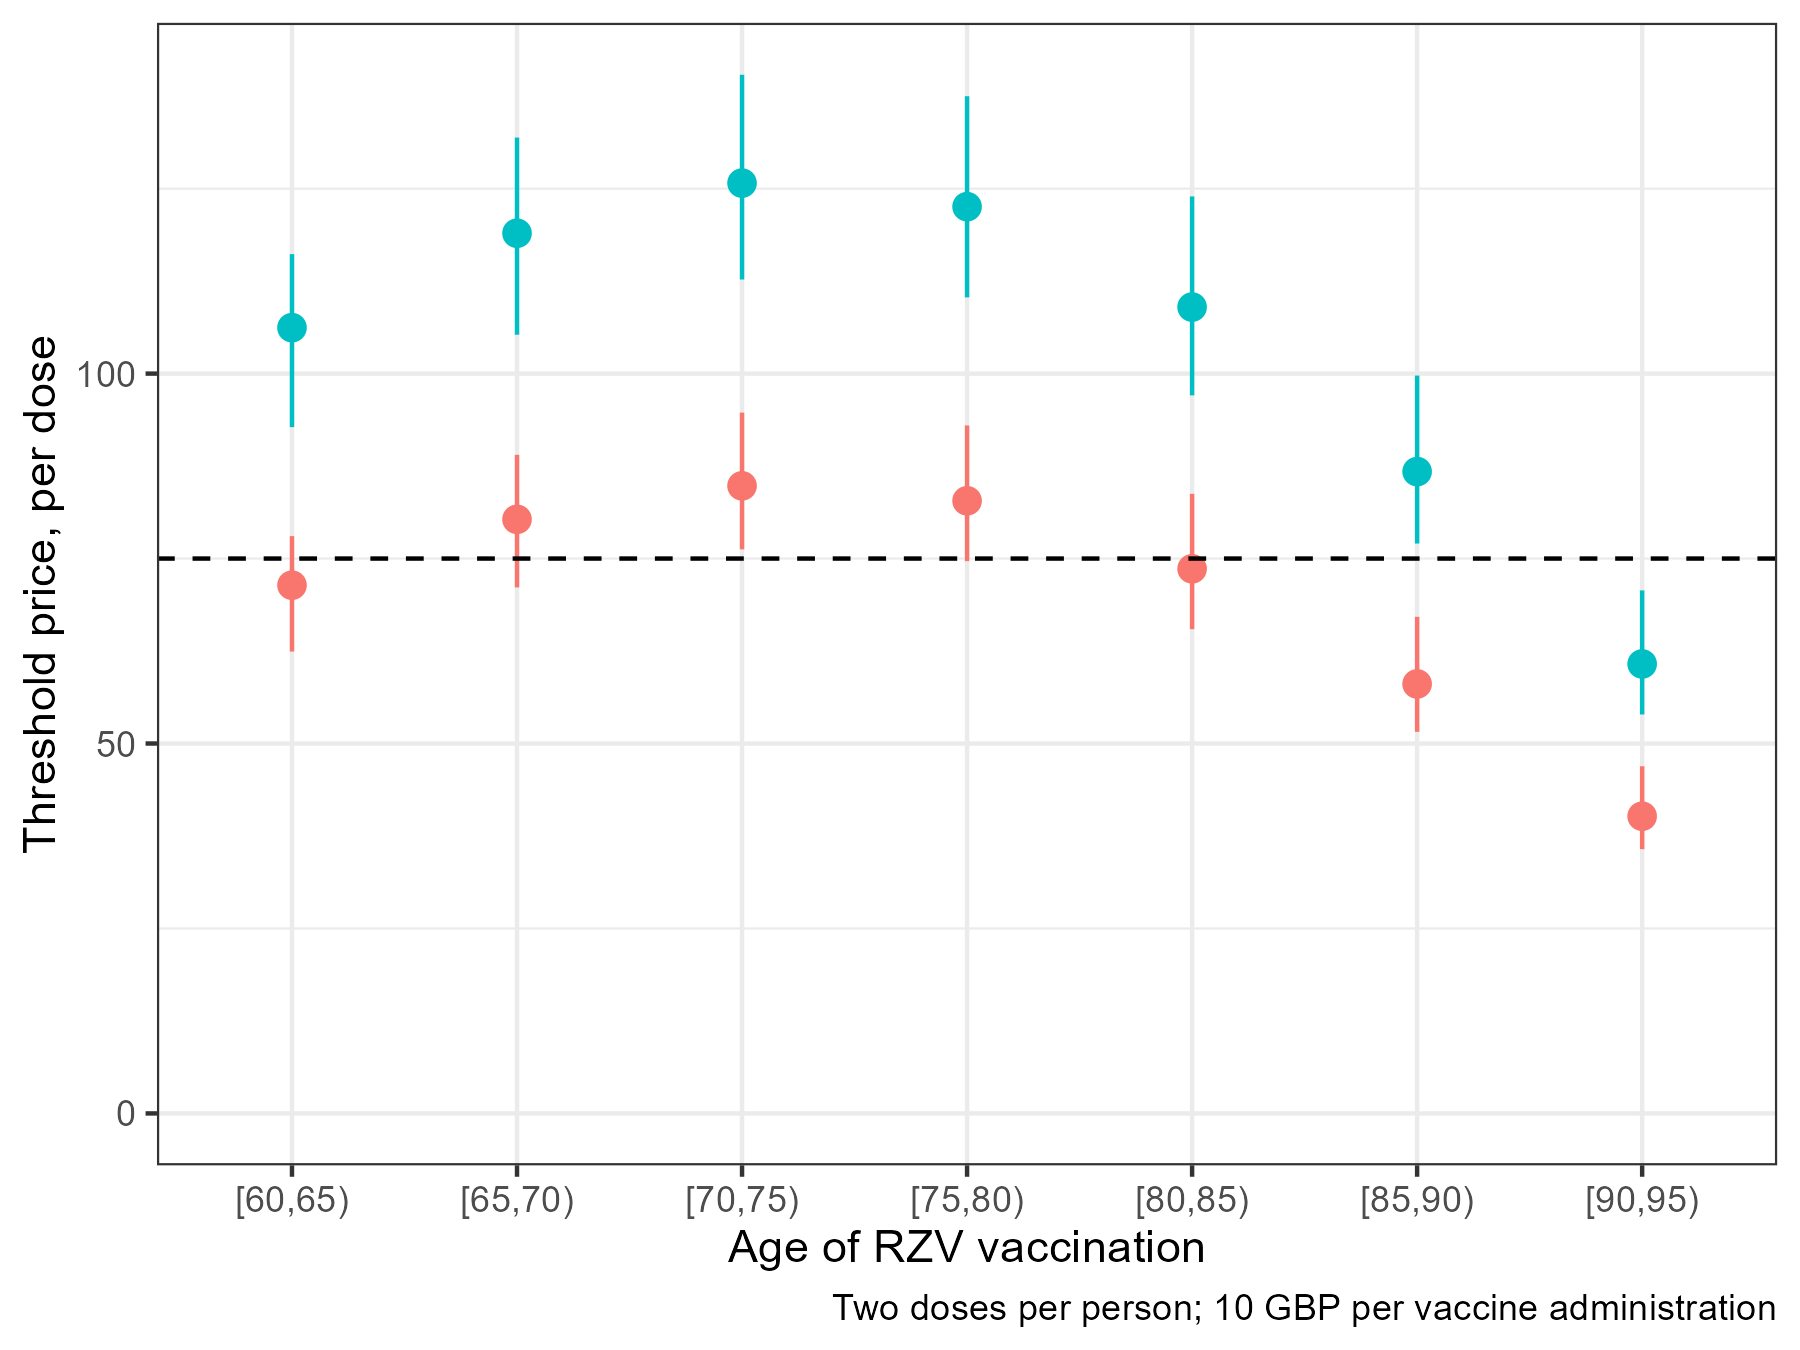 Threshold price, per dose
100
50
0
[60,65) [65,70) [70,75) [75,80) [80,85) [85,90) [90,95)
Age of RZV vaccination
Two doses per person; 10 GBP per vaccine administration